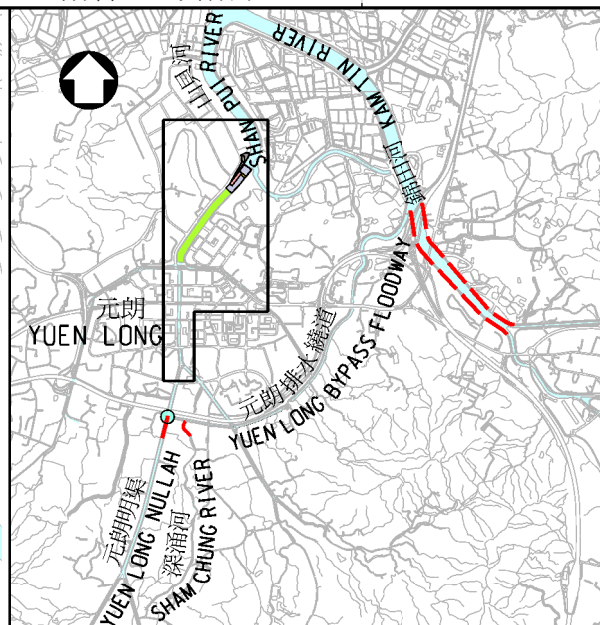 山貝河
SHAN PUI RIVER
KAM TIN RIVER
錦田河
元朗
YUEN LONG
元朗排水繞道
YUEN LONG BYPASS FLOODWAY
元朗明渠
YUEN LONG NULLAH
深涌河
SHAM CHUNG RIVER